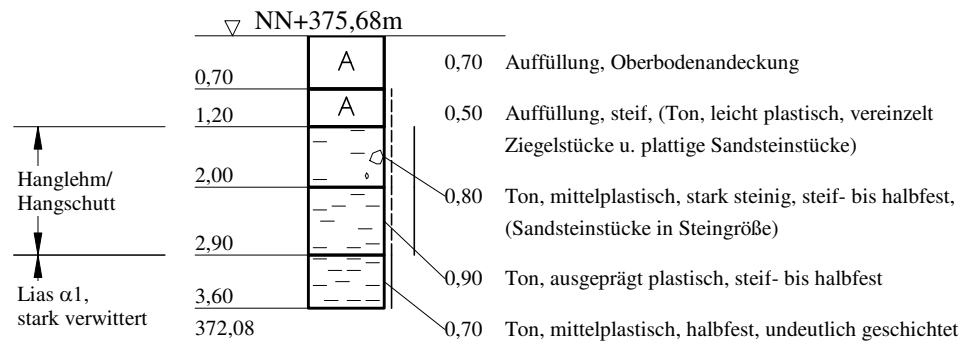 NN+375,68m
A
0,70
0,70 Auffüllung, Oberbodenandeckung
A
1,20
0,50 Auffüllung, steif, (Ton, leicht plastisch, vereinzelt
Ziegelstücke u. plattige Sandsteinstücke)
Hanglehm/
Hangschutt
2,00
0,80 Ton, mittelplastisch, stark steinig, steif- bis halbfest,
(Sandsteinstücke in Steingröße)
2,90
0,90 Ton, ausgeprägt plastisch, steif- bis halbfest
Lias α1,
stark verwittert
3,60
372,08
0,70 Ton, mittelplastisch, halbfest, undeutlich geschichtet